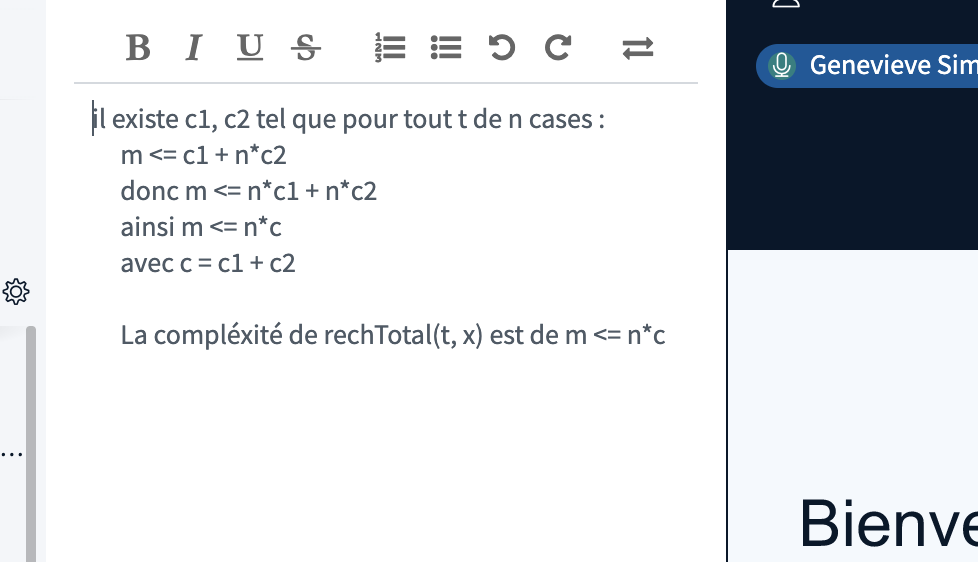 B I U S
Genevieve Sim
il existe c1, c2 tel que pour tout t de n cases :
m <= c1 + n*c2
donc m <= n*c1 + n*c2
ainsi m <= n*c
avec c = c1 + c2
La compléxité de rechTotal(t, x) est de m <= n*c
...
Bienve